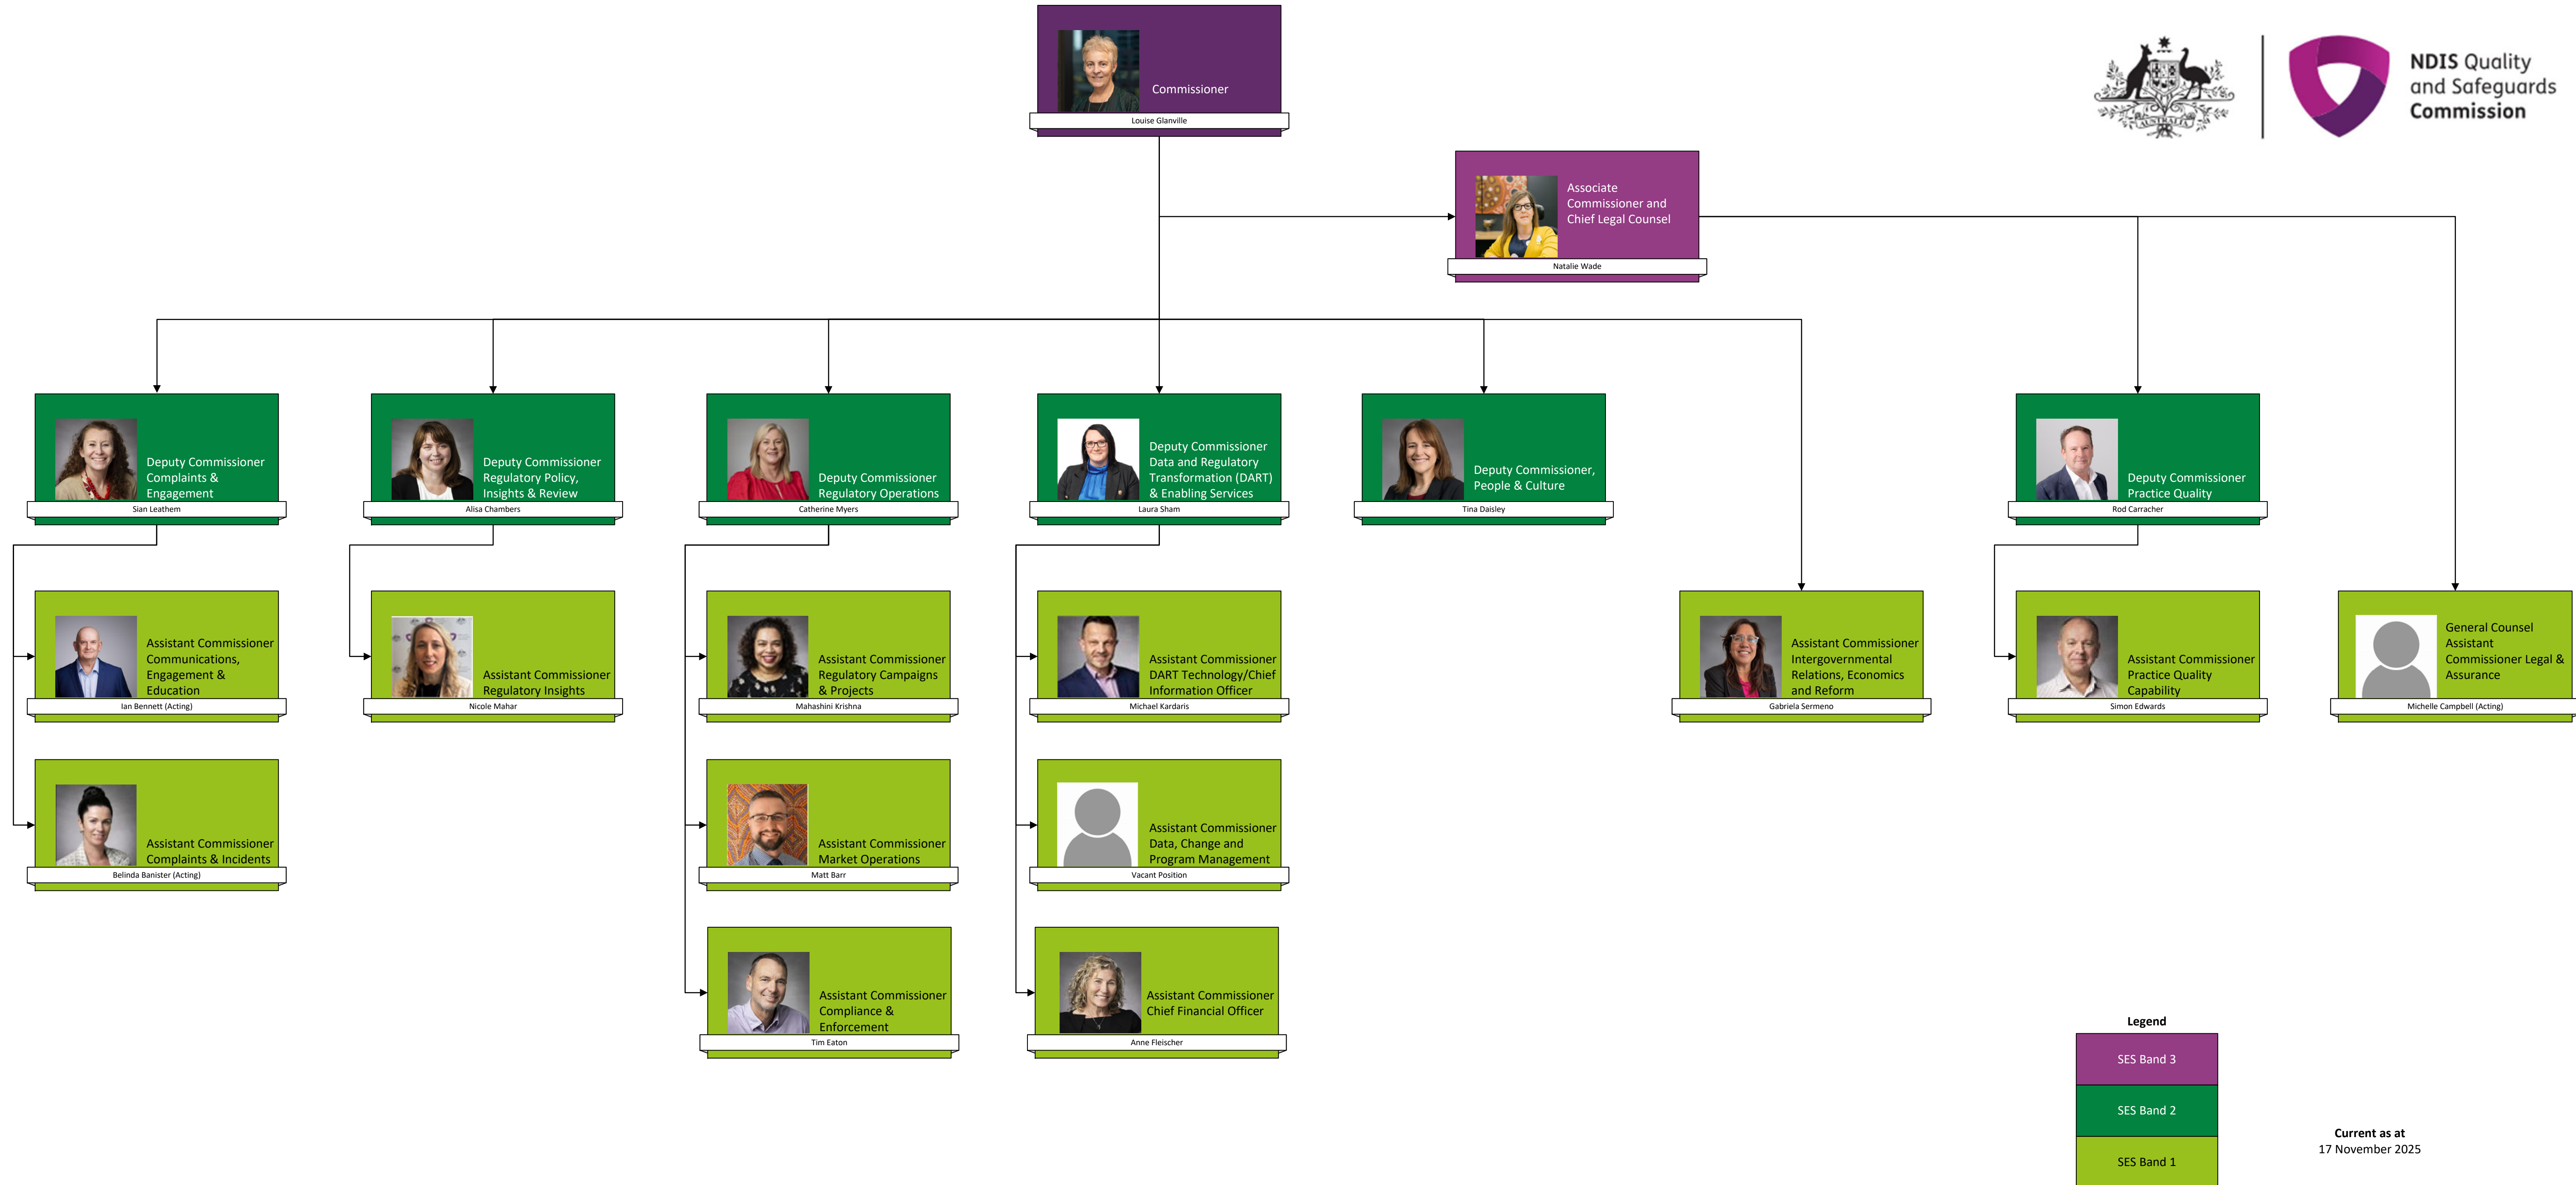 Commissioner
Louise Glanville
NDIS Quality
and Safeguards
Commission
AUSTRALIA
Associate
Commissioner and
Chief Legal Counsel
Natalie Wade
Deputy Commissioner
Complaints &
Engagement
Sian Leathem
Deputy Commissioner
Regulatory Policy,
Insights & Review
Alisa Chambers
Deputy Commissioner
Regulatory Operations
Catherine Myers
Deputy Commissioner
Data and Regulatory
Transformation (DART)
& Enabling Services
Laura Sham
Deputy Commissioner,
People & Culture
Tina Daisley
Deputy Commissioner
Practice Quality
Rod Carracher
Assistant Commissioner
Communications,
Engagement &
Education
Ian Bennett (Acting)
Assistant Commissioner
Regulatory Insights
Nicole Mahar
Assistant Commissioner
Regulatory Campaigns
& Projects
Mahashini Krishna
Assistant Commissioner
DART Technology/Chief
Information Officer
Michael Kardaris
Assistant Commissioner
Intergovernmental
Relations, Economics
and Reform
Gabriela Sermeno
Assistant Commissioner
Practice Quality
Capability
Simon Edwards
General Counsel
Assistant
Commissioner Legal &
Assurance
Michelle Campbell (Acting)
Assistant Commissioner
Complaints & Incidents
Belinda Banister (Acting)
Assistant Commissioner
Market Operations
Matt Barr
Assistant Commissioner
Data, Change and
Program Management
Vacant Position
Assistant Commissioner
Compliance &
Enforcement
Tim Eaton
Assistant Commissioner
Chief Financial Officer
Anne Fleischer
Legend
SES Band 3
SES Band 2
SES Band 1
Current as at
17 November 2025